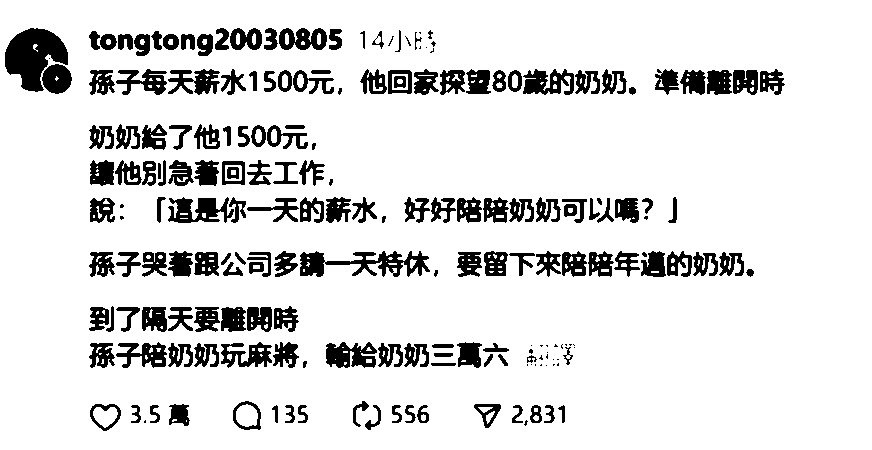 tongtong20030805 14小時
孫子每天薪水1500元，他回家探望80歲的奶奶。準備離開時
奶奶給了他1500元，
讓他別急著回去工作，
說：「這是你一天的薪水，好好陪陪奶奶可以嗎？」
孫子哭著跟公司多請一天特休，要留下來陪陪年邁的奶奶。
到了隔天要離開時
孫子陪奶奶玩麻將，輸給奶奶三萬六
3.5 萬 135 556 2,831